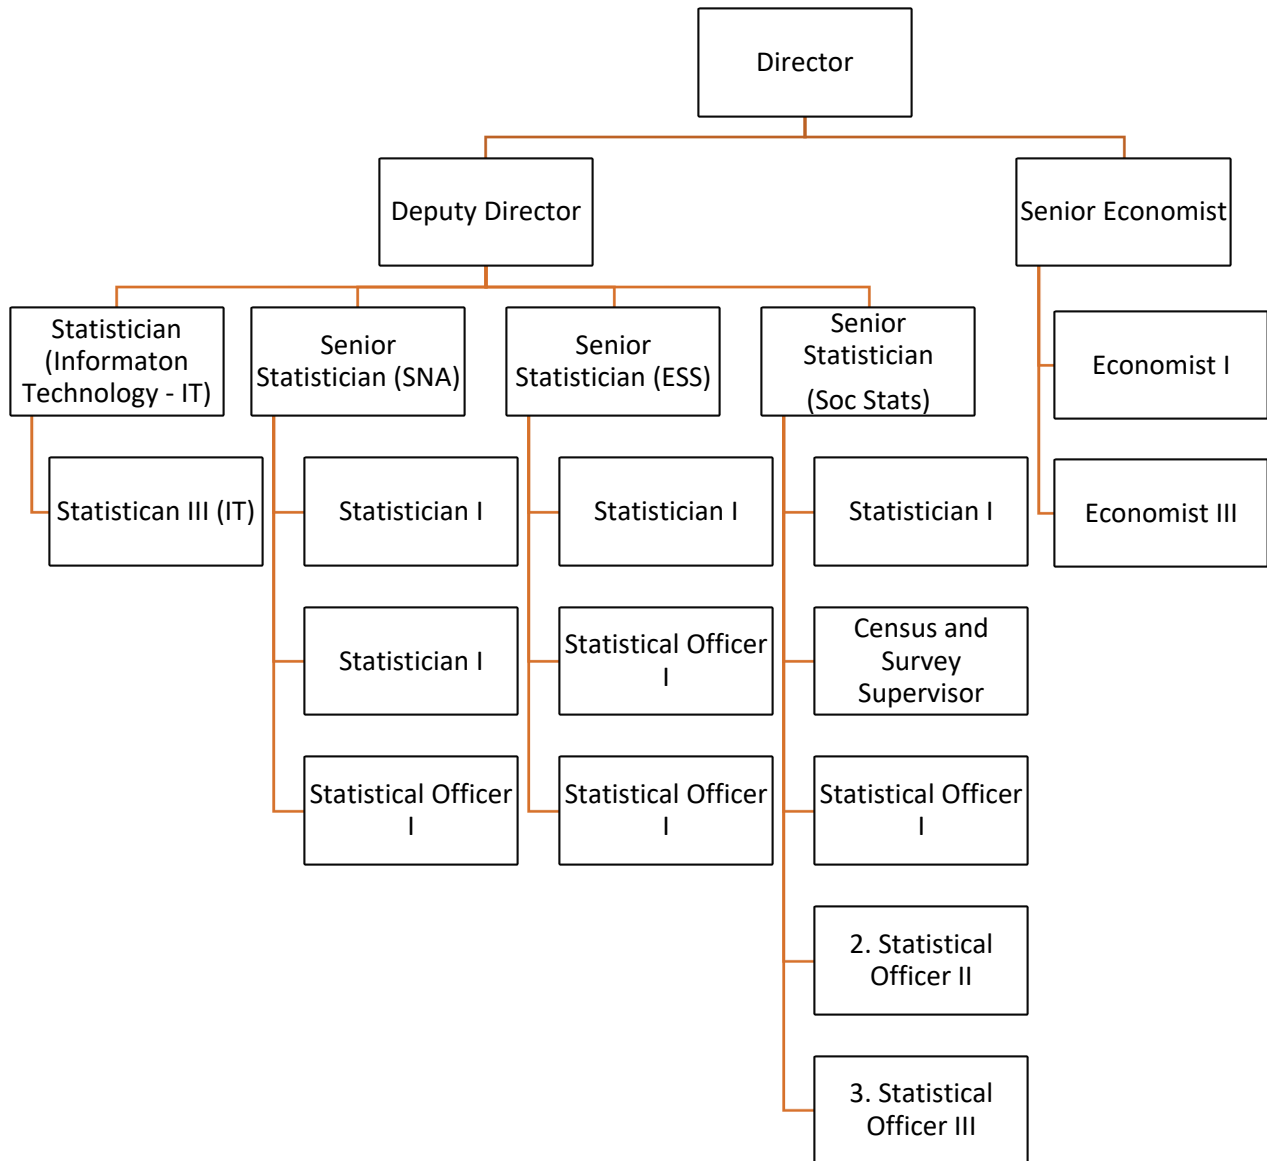 Director
Deputy Director
Senior Economist
Statistician
(Informaton
Technology - IT)
Senior
Statistician (SNA)
Senior
Statistician (ESS)
Senior
Statistician
(Soc Stats)
Economist I
Statistican III (IT)
Statistician I
Statistician I
Statistician I
Economist III
Statistician I
Statistical Officer
I
Census and
Survey
Supervisor
Statistical Officer
I
Statistical Officer
I
Statistical Officer
I
2. Statistical
Officer II
3. Statistical
Officer III